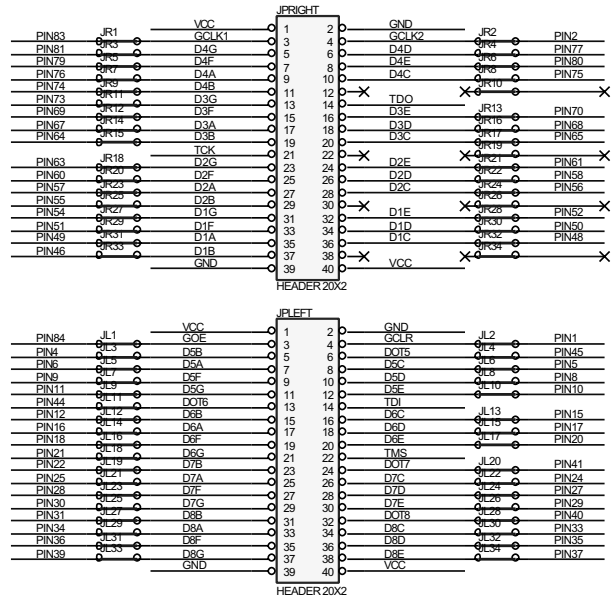 JPRIGHT
VCC 1 2 GND
PIN83 JR1 GCLK1 3 4 GCLK2 JR2 PIN2
PIN81 JR3 D4G 5 6 D4D JR4 PIN77
PIN79 JR5 D4F 7 8 D4E JR6 PIN80
PIN76 JR7 D4A 9 10 D4C JR8 PIN75
PIN74 JR9 D4B 11 12 JR10
PIN73 JR11 D3G 13 14 TDO
PIN69 JR12 D3F 15 16 D3E JR13 PIN70
PIN67 JR14 D3A 17 18 D3D JR16 PIN68
PIN64 JR15 D3B 19 20 D3C JR17 PIN65
TCK 21 22 JR19
PIN63 JR18 D2G 23 24 D2E JR21 PIN61
PIN60 JR20 D2F 25 26 D2D JR22 PIN58
PIN57 JR23 D2A 27 28 D2C JR24 PIN56
PIN55 JR25 D2B 29 30 JR26
PIN54 JR27 D1G 31 32 D1E JR28 PIN52
PIN51 JR29 D1F 33 34 D1D JR30 PIN50
PIN49 JR31 D1A 35 36 D1C JR32 PIN48
PIN46 JR33 D1B 37 38 JR34
GND 39 40 VCC
HEADER 20X2
JPLEFT
VCC 1 2 GND
PIN84 JL1 GOE 3 4 GCLR JL2 PIN1
PIN4 JL3 D5B 5 6 DOT5 JL4 PIN45
PIN6 JL5 D5A 7 8 D5C JL6 PIN5
PIN9 JL7 D5F 9 10 D5D JL8 PIN8
PIN11 JL9 D5G 11 12 D5E JL10 PIN10
PIN44 JL11 DOT6 13 14 TDI
PIN12 JL12 D6B 15 16 D6C JL13 PIN15
PIN16 JL14 D6A 17 18 D6D JL15 PIN17
PIN18 JL16 D6F 19 20 D6E JL17 PIN20
PIN21 JL18 D6G 21 22 TMS
PIN22 JL19 D7B 23 24 DOT7 JL20 PIN41
PIN25 JL21 D7A 25 26 D7C JL22 PIN24
PIN28 JL23 D7F 27 28 D7D JL24 PIN27
PIN30 JL25 D7G 29 30 D7E JL26 PIN29
PIN31 JL27 D8B 31 32 DOT8 JL28 PIN40
PIN34 JL29 D8A 33 34 D8C JL30 PIN33
PIN36 JL31 D8F 35 36 D8D JL32 PIN35
PIN39 JL33 D8G 37 38 D8E JL34 PIN37
GND 39 40 VCC
HEADER 20X2